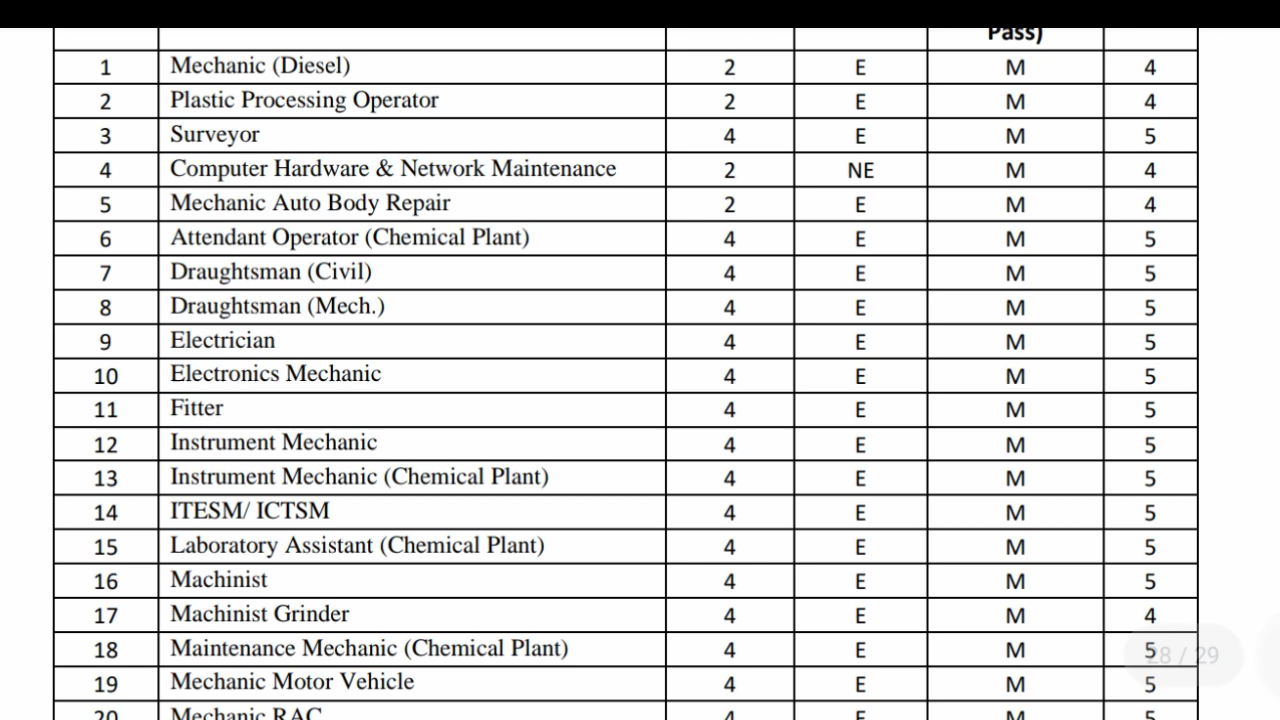 Pass)
1 Mechanic (Diesel) 2 E M 4
2 Plastic Processing Operator 2 E M 4
3 Surveyor 4 E M 5
4 Computer Hardware & Network Maintenance 2 NE M 4
5 Mechanic Auto Body Repair 2 E M 4
6 Attendant Operator (Chemical Plant) 4 E M 5
7 Draughtsman (Civil) 4 E M 5
8 Draughtsman (Mech.) 4 E M 5
9 Electrician 4 E M 5
10 Electronics Mechanic 4 E M 5
11 Fitter 4 E M 5
12 Instrument Mechanic 4 E M 5
13 Instrument Mechanic (Chemical Plant) 4 E M 5
14 ITESM/ ICTSM 4 E M 5
15 Laboratory Assistant (Chemical Plant) 4 E M 5
16 Machinist 4 E M 5
17 Machinist Grinder 4 E M 4
18 Maintenance Mechanic (Chemical Plant) 4 E M 5
28 / 29
19 Mechanic Motor Vehicle 4 E M 5
20 Mechanic RAC 4 E M 5